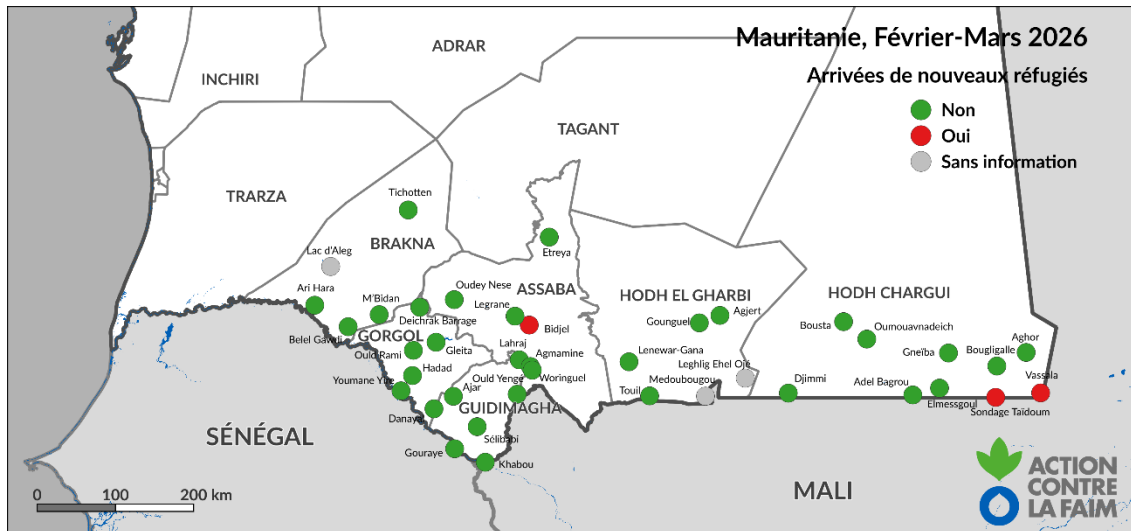 Mauritanie, Février-Mars 2026
Arrivées de nouveaux réfugiés
Non
Oui
Sans information
ADRAR
INCHIRI
TAGANT
TRARZA
Tichotten
BRAKNA
Lac d'Aleg
Etreya
Ari Hara
M'Bidan
Oudey Nese
ASSABA
Legrane
HODH EL GHARBI
HODH CHARGUI
Belel Gawdi
Deichrak Barrage
Bidjel
Gounguel
Agjert
Bousta
Oumouavnadeich
GORGOL
Gleita
Lahraj
Aghor
Ould Rami
Agmamine
Lenewar-Gana
Leghlig Ehel Oje
Gneïba
Bougligalle
Hadad
Ould Yengé
Woringuel
Youmane Yire
Ajar
Touil
Medoubougou
Djimmi
Adel Bagrou
Vassala
Danaya
GUIDIMAGHA
Elmessgoul
Sondage Taïdoum
Sélibabi
Gouraye
Khabou
SÉNÉGAL
MALI
0 100 200 km
ACTION
CONTRE
LA FAIM